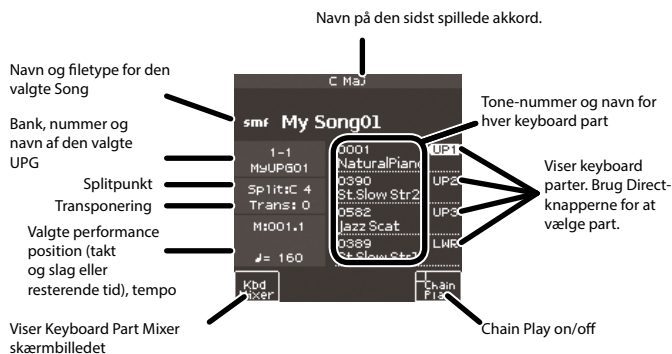 Navn på den sidst spillede akkord.
Navn og filetype for den
valgte Song
Bank, nummer og
navn af den valgte
UPG
Splitpunkt
Transponering
Valgte performance
position (takt
og slag eller
resterende tid), tempo
Viser Keyboard Part Mixer
skærmbilledet
C Maj
smf My Song01
1-1
MyUPG01
Split:C 4
Trans: 0
M:001.1
♩= 160
Kbd
Mixer
0001
NaturalPiano
UP1
0390
St.Slow Str2
UP2
0582
Jazz Scat
UP3
0389
St.Slow Str1
LWR
Chain
Play
Tone-nummer og navn for
hver keyboard part
Viser keyboard
parter. Brug Direct-
knapperne for at
vælge part.
Chain Play on/off